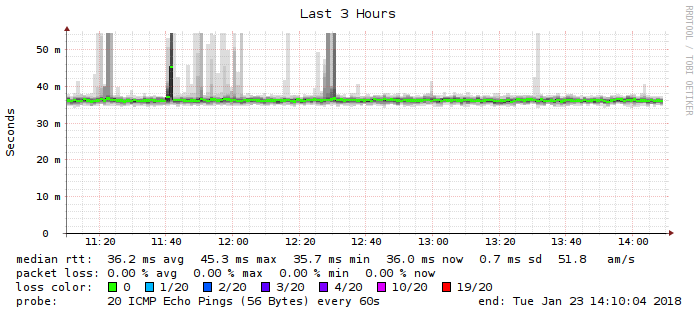 Last 3 Hours
RRDTOOL / TOBI OETIKER
Seconds
50 m
40 m
30 m
20 m
10 m
0
11:20 11:40 12:00 12:20 12:40 13:00 13:20 13:40 14:00
median rtt: 36.2 ms avg 45.3 ms max 35.7 ms min 36.0 ms now 0.7 ms sd 51.8 am/s
packet loss: 0.00 % avg 0.00 % max 0.00 % min 0.00 % now
loss color: 0 1/20 2/20 3/20 4/20 10/20 19/20
probe: 20 ICMP Echo Pings (56 Bytes) every 60s end: Tue Jan 23 14:10:04 2018